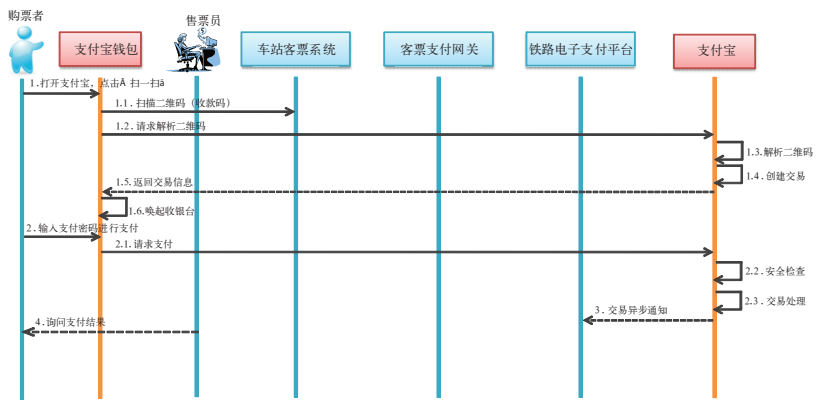 购票者
售票员
支付宝钱包
车站客票系统
客票支付网关
铁路电子支付平台
支付宝
1.打开支付宝，点击Â 扫一扫â
1.1. 扫描二维码（收款码）
1.2. 请求解析二维码
1.3.解析二维码
1.4. 创建交易
1.5. 返回交易信息
1.6.唤起收银台
2. 输入支付密码进行支付
2.1. 请求支付
2.2. 安全检查
2.3. 交易处理
3. 交易异步通知
4. 询问支付结果